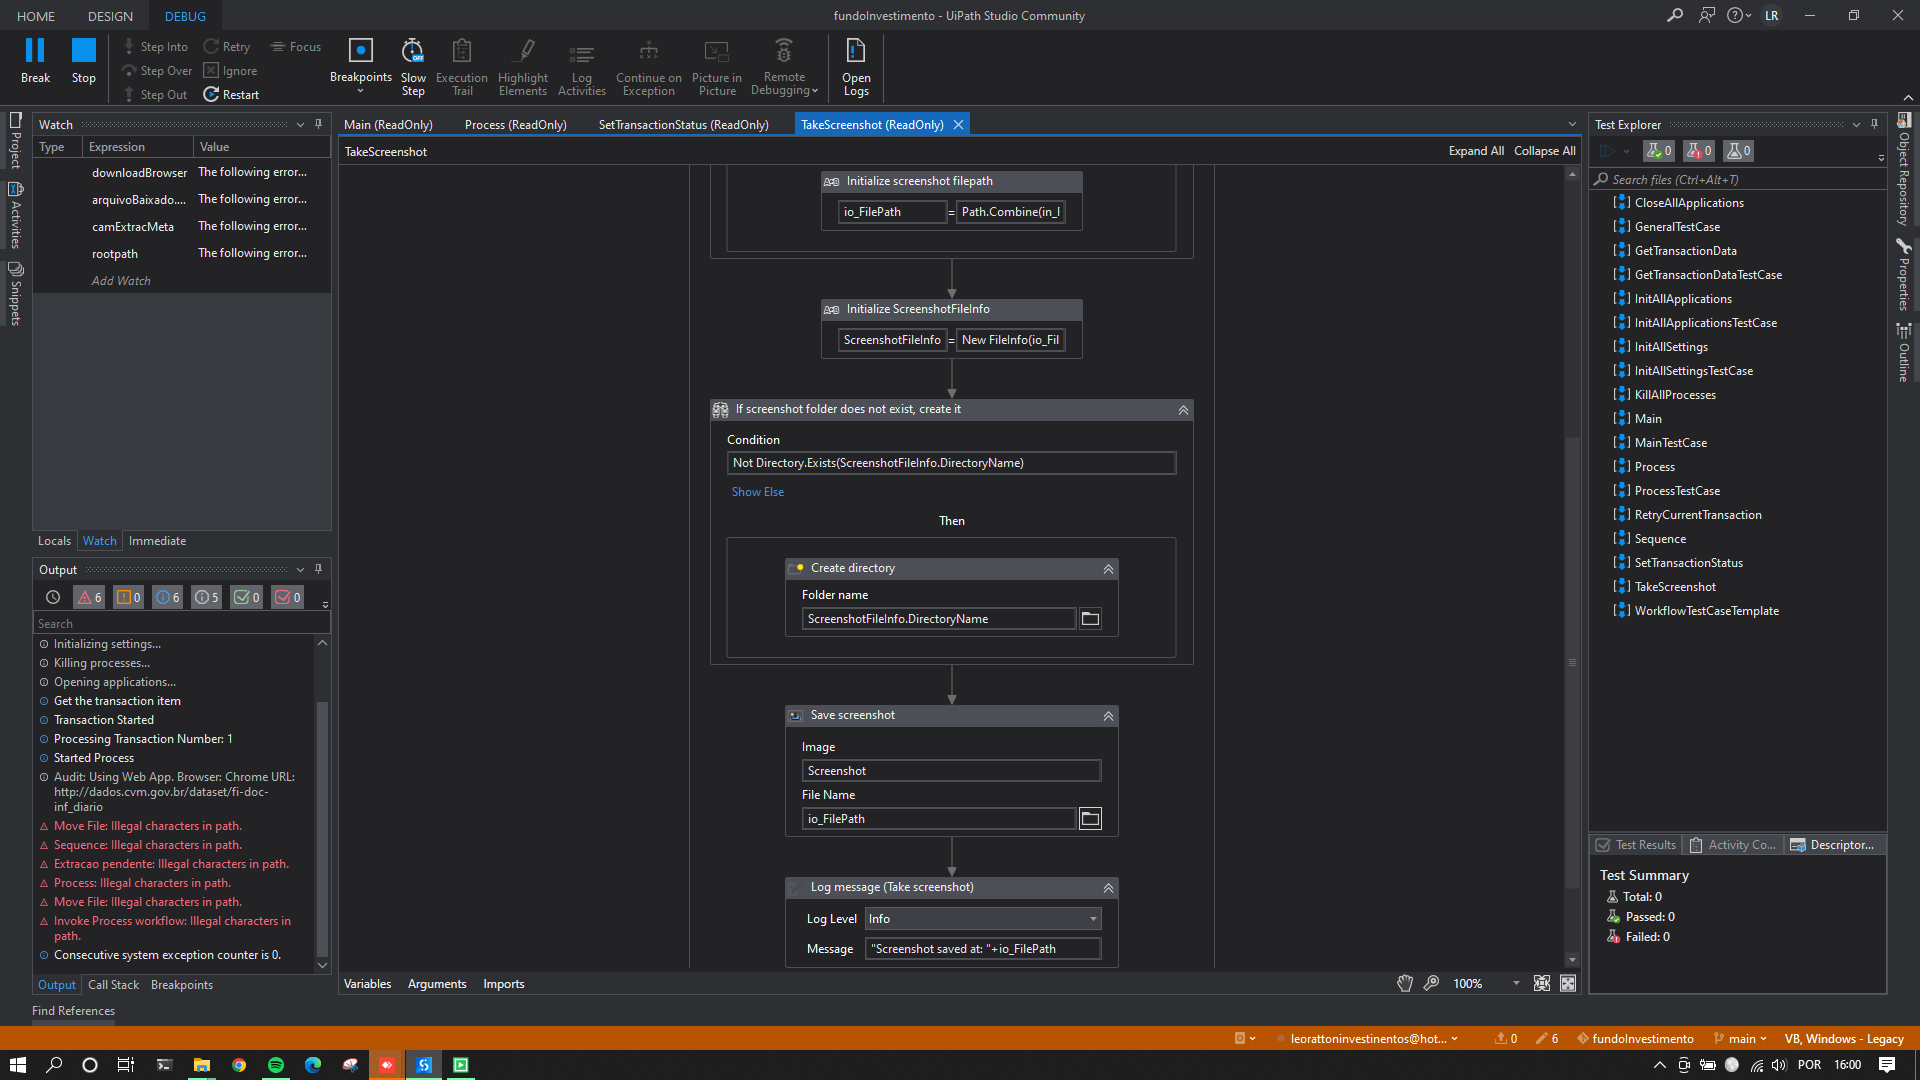 HOME
DESIGN
DEBUG
fundoInvestimento - UiPath Studio Community
LR
Break
Stop
Step Into
Step Over
Step Out
Retry
Ignore
Restart
Focus
Breakpoints
Slow
Step
OFF
Execution
Trail
Highlight
Elements
Log
Activities
Continue on
Exception
Picture in
Picture
Remote
Debugging
Open
Logs
Project
Activities
Snippets
Watch
Type
Expression
Value
downloadBrowser
The following error...
arquivoBaixado....
The following error...
camExtracMeta
The following error...
rootpath
The following error...
Add Watch
Locals
Watch
Immediate
Output
6
0
6
5
0
0
Search
Initializing settings...
Killing processes...
Opening applications...
Get the transaction item
Transaction Started
Processing Transaction Number: 1
Started Process
Audit: Using Web App. Browser: Chrome URL:
http://dados.cvm.gov.br/dataset/fi-doc-
inf_diario
Move File: Illegal characters in path.
Sequence: Illegal characters in path.
Extracao pendente: Illegal characters in path.
Process: Illegal characters in path.
Move File: Illegal characters in path.
Invoke Process workflow: Illegal characters in
path.
Consecutive system exception counter is 0.
Output
Call Stack
Breakpoints
Find References
Main (ReadOnly)
Process (ReadOnly)
SetTransactionStatus (ReadOnly)
TakeScreenshot (ReadOnly)
TakeScreenshot
Expand All
Collapse All
Initialize screenshot filepath
io_FilePath
=
Path.Combine(in_F
Initialize ScreenshotFileInfo
ScreenshotFileInfo
=
New FileInfo(io_Fil
If screenshot folder does not exist, create it
Condition
Not Directory.Exists(ScreenshotFileInfo.DirectoryName)
Show Else
Then
Create directory
Folder name
ScreenshotFileInfo.DirectoryName
Save screenshot
Image
Screenshot
File Name
io_FilePath
Log message (Take screenshot)
Log Level
Info
Message
"Screenshot saved at: "+io_FilePath
Variables
Arguments
Imports
100%
Test Explorer
0
0
0
Search files (Ctrl+Alt+T)
CloseAllApplications
GeneralTestCase
GetTransactionData
GetTransactionDataTestCase
InitAllApplications
InitAllApplicationsTestCase
InitAllSettings
InitAllSettingsTestCase
KillAllProcesses
Main
MainTestCase
Process
ProcessTestCase
RetryCurrentTransaction
Sequence
SetTransactionStatus
TakeScreenshot
WorkflowTestCaseTemplate
Test Results
Activity Co...
Descriptor...
Test Summary
Total: 0
Passed: 0
Failed: 0
Object Repository
Properties
Outline
leorattoninvestinentos@hot...
0
6
fundoInvestimento
main
VB, Windows - Legacy
POR
16:00